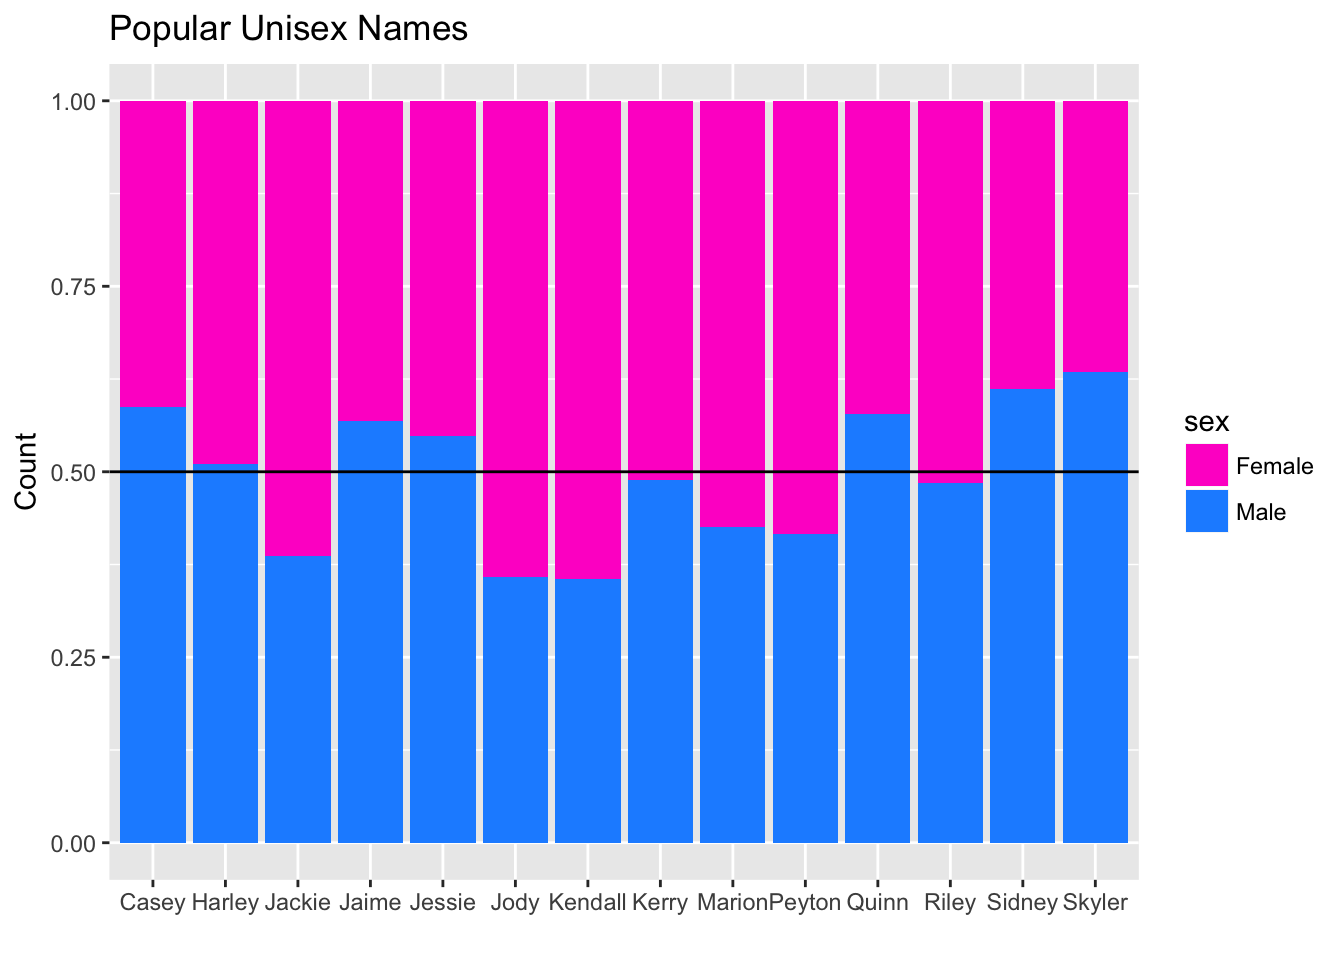 Popular Unisex Names
1.00
0.75
0.50
0.25
0.00
Count
Casey Harley Jackie Jaime Jessie Jody Kendall Kerry Marion Peyton Quinn Riley Sidney Skyler
sex
Female
Male